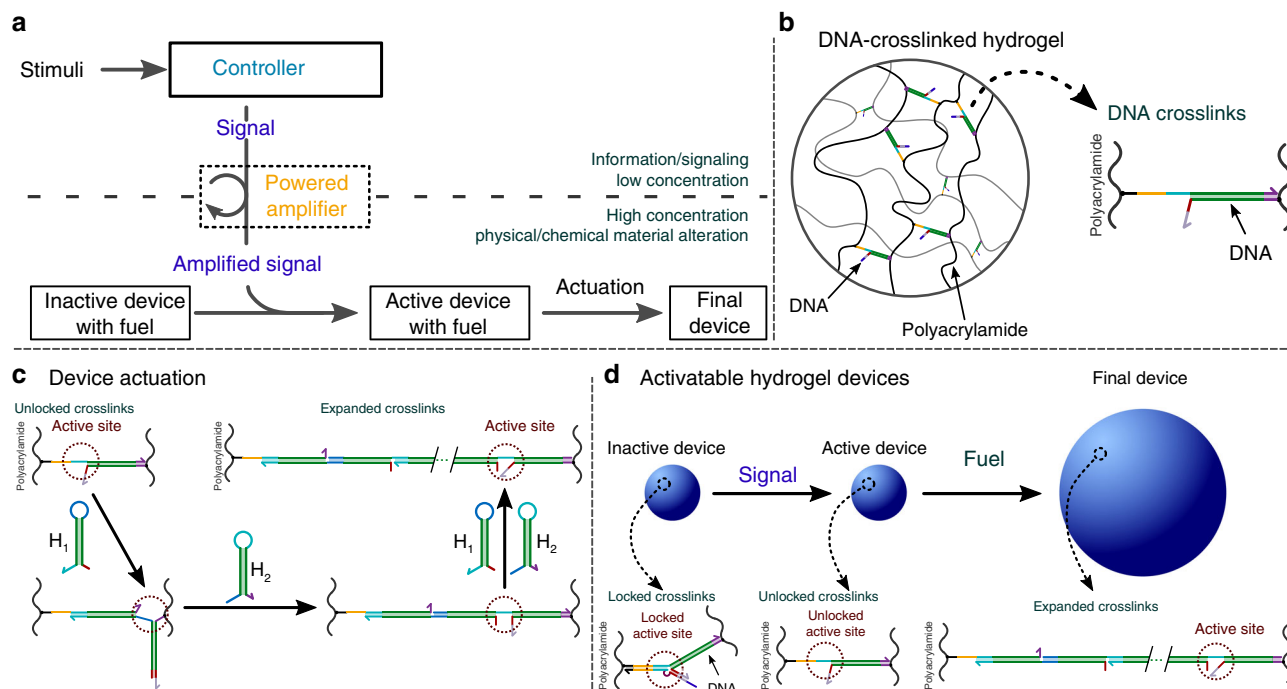 a
Stimuli
Controller
Signal
Powered
amplifier
Information/signaling
low concentration
High concentration
physical/chemical material alteration
Amplified signal
Inactive device
with fuel
Active device
with fuel
Actuation
Final
device
b
DNA-crosslinked hydrogel
DNA crosslinks
Polyacrylamide
DNA
DNA
Polyacrylamide
c Device actuation
Unlocked crosslinks
Active site
Polyacrylamide
Expanded crosslinks
Active site
H1
H2
H1
H2
d Activatable hydrogel devices
Final device
Inactive device
Active device
Signal
Fuel
Locked crosslinks
Locked
active site
Polyacrylamide
DNA
Unlocked crosslinks
Unlocked
active site
Polyacrylamide
Expanded crosslinks
Active site
Polyacrylamide